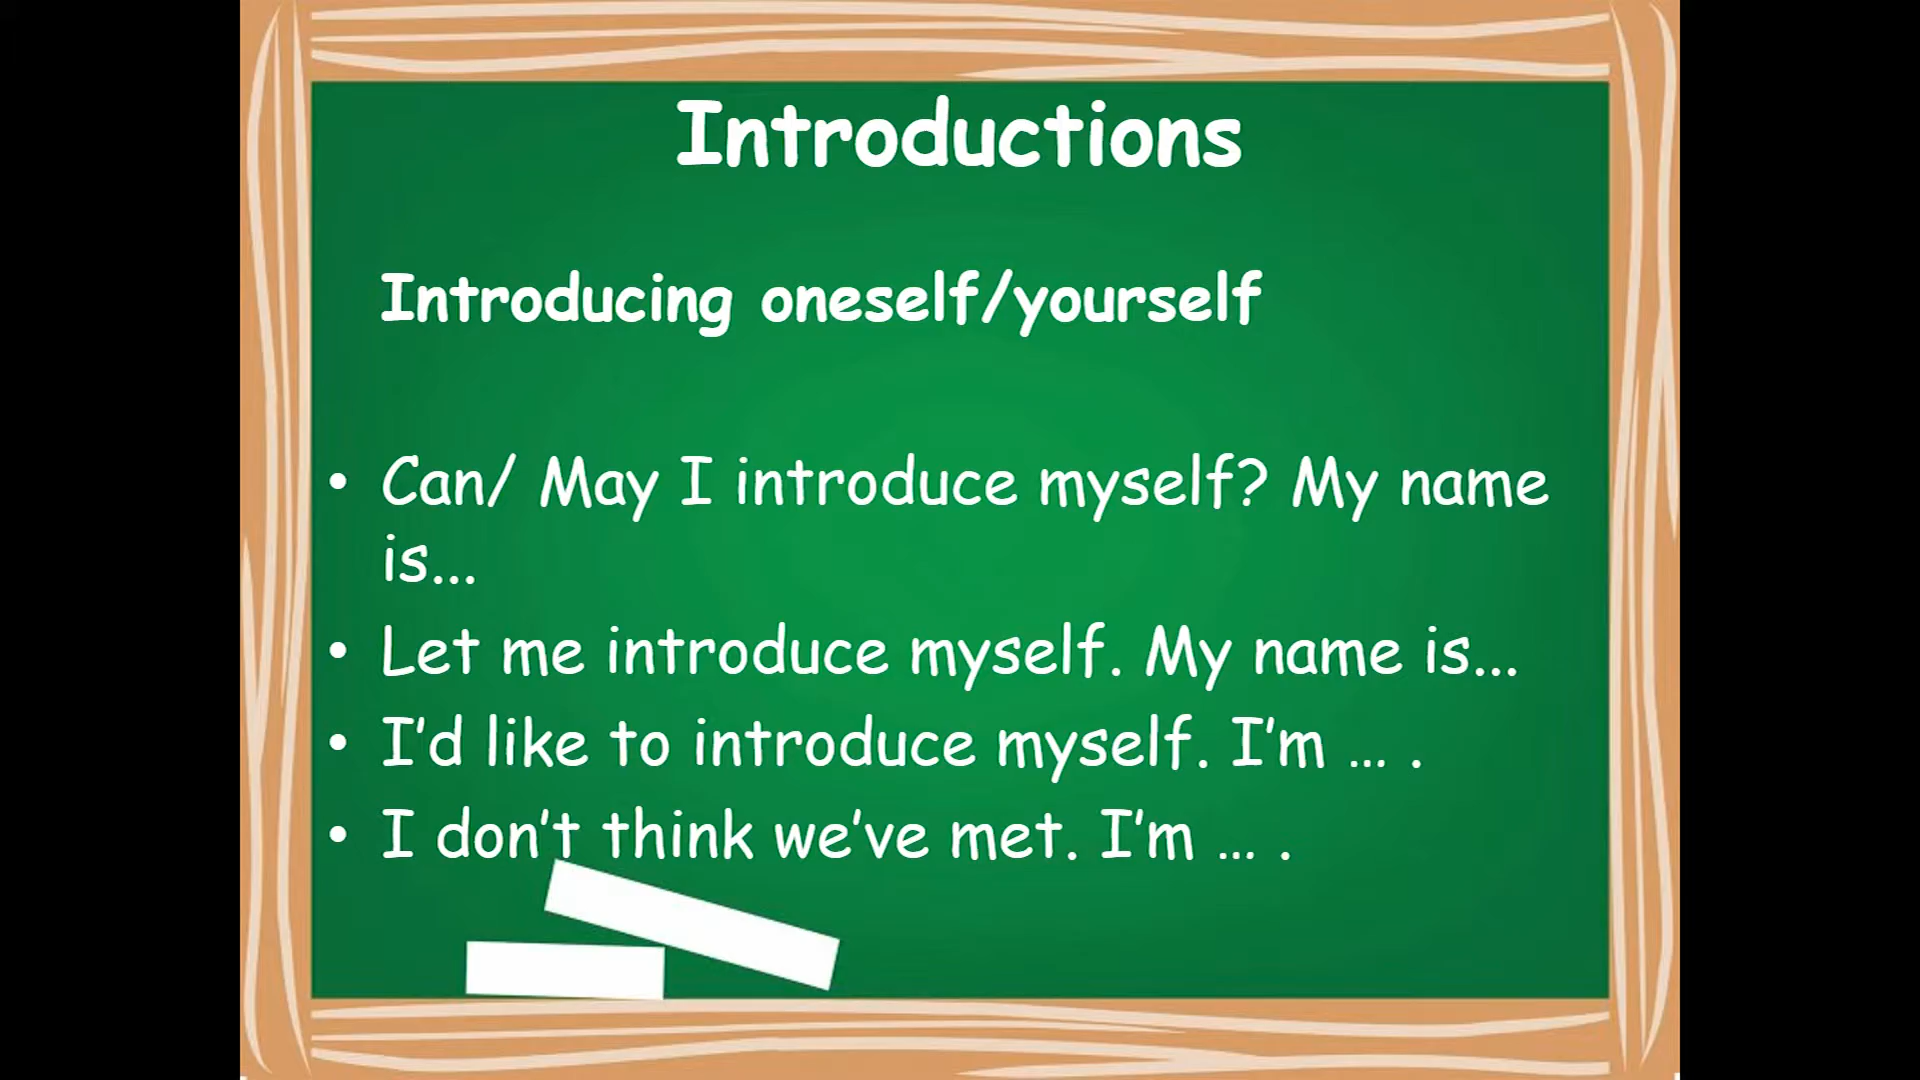 Introductions
Introducing oneself/yourself
• Can/ May I introduce myself? My name
is...
• Let me introduce myself. My name is...
• I’d like to introduce myself. I’m … .
• I don’t think we’ve met. I’m … .